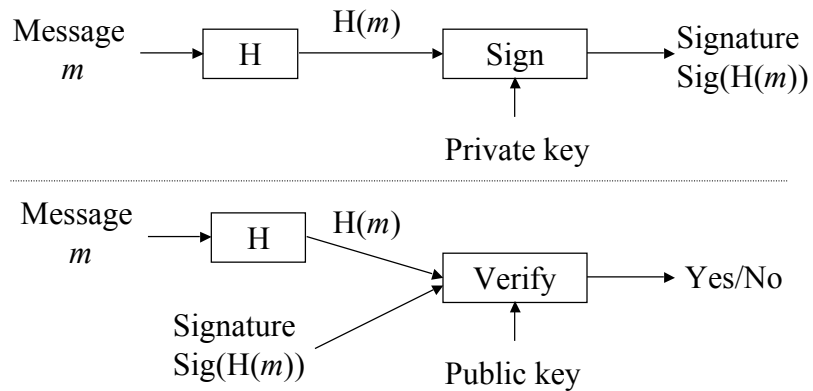 Message
m
H
H(m)
Sign
Signature
Sig(H(m))
Private key
Message
m
H
H(m)
Verify
Yes/No
Signature
Sig(H(m))
Public key